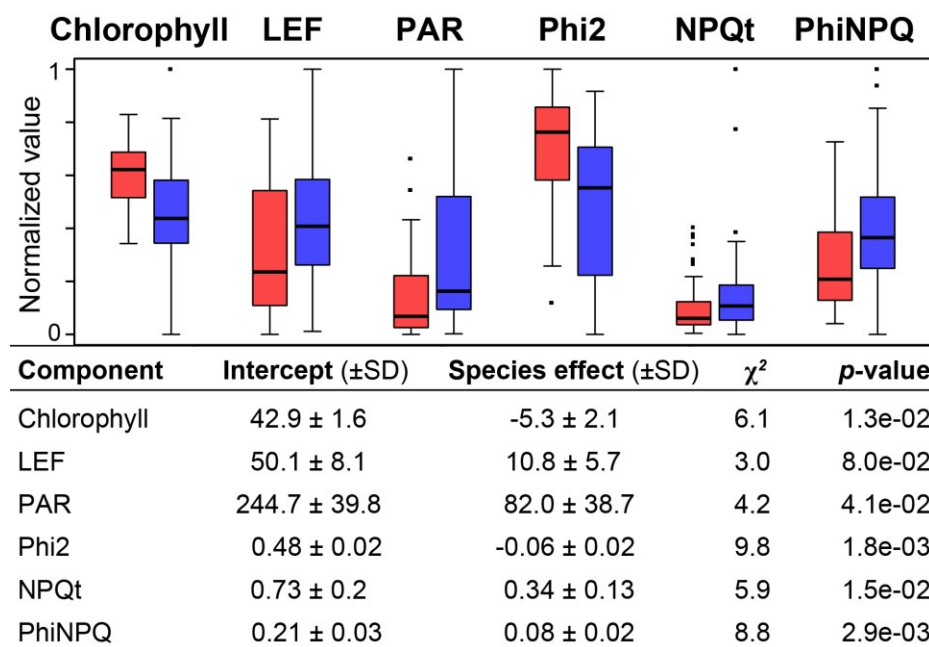 Chlorophyll LEF PAR Phi2 NPQt PhiNPQ
1
Normalized value
0
Component Intercept (±SD) Species effect (±SD) χ² p-value
Chlorophyll 42.9 ± 1.6 -5.3 ± 2.1 6.1 1.3e-02
LEF 50.1 ± 8.1 10.8 ± 5.7 3.0 8.0e-02
PAR 244.7 ± 39.8 82.0 ± 38.7 4.2 4.1e-02
Phi2 0.48 ± 0.02 -0.06 ± 0.02 9.8 1.8e-03
NPQt 0.73 ± 0.2 0.34 ± 0.13 5.9 1.5e-02
PhiNPQ 0.21 ± 0.03 0.08 ± 0.02 8.8 2.9e-03